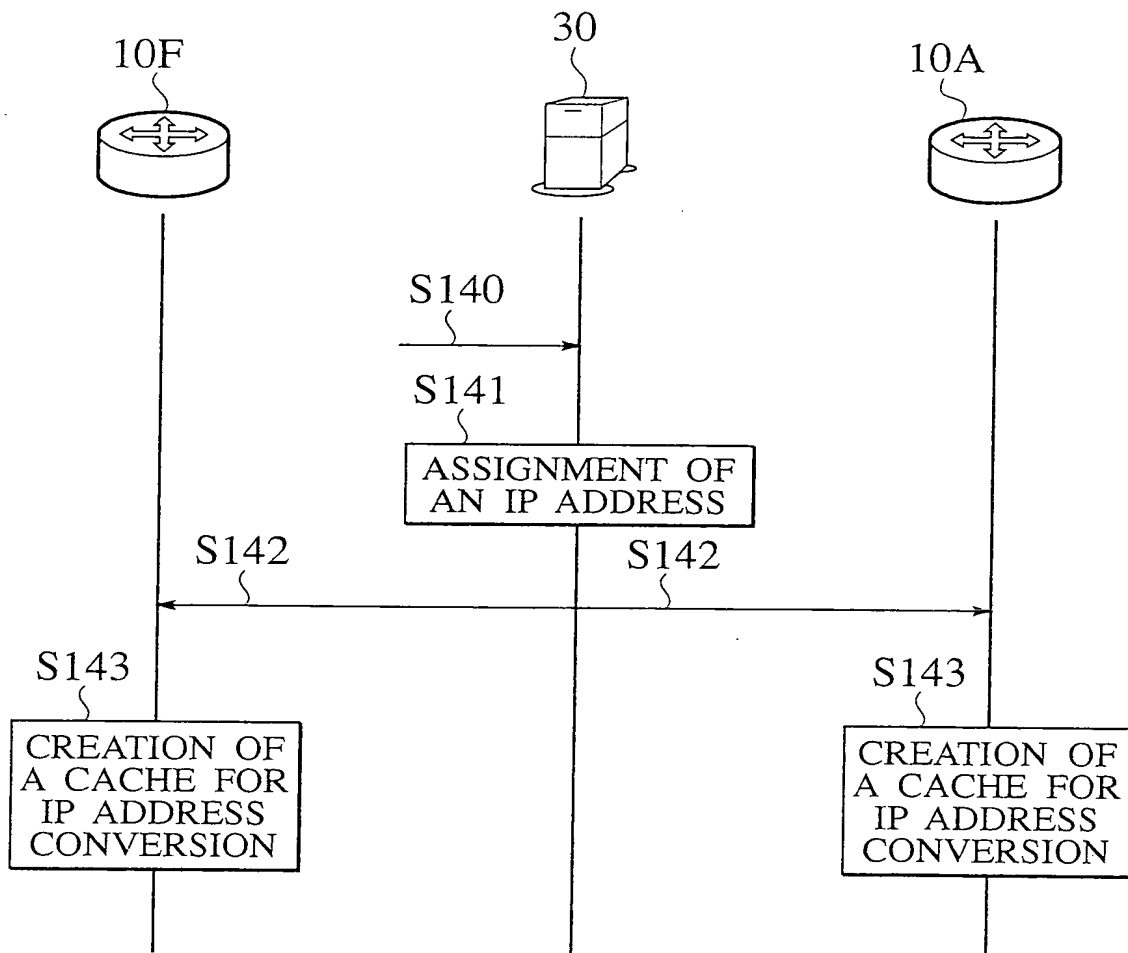 10F
30
10A
S140
S141
ASSIGNMENT OF
AN IP ADDRESS
S142
S142
S143
CREATION OF
A CACHE FOR
IP ADDRESS
CONVERSION
S143
CREATION OF
A CACHE FOR
IP ADDRESS
CONVERSION